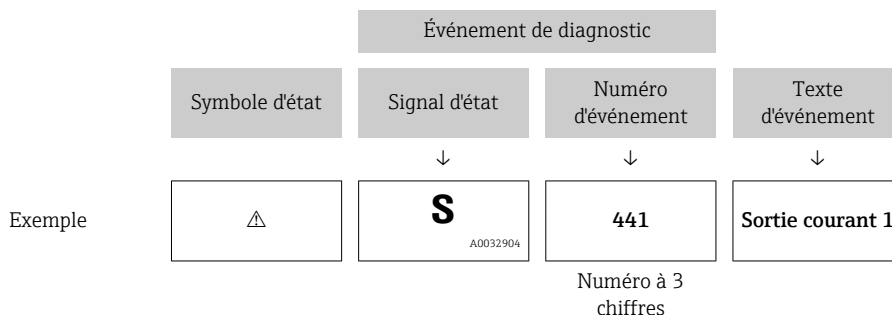 Événement de diagnostic
Symbole d'état
Signal d'état
Numéro
d'événement
Texte
d'événement
↓ ↓ ↓
Exemple
⚠
S
A0032904
441
Sortie courant 1
Numéro à 3
chiffres